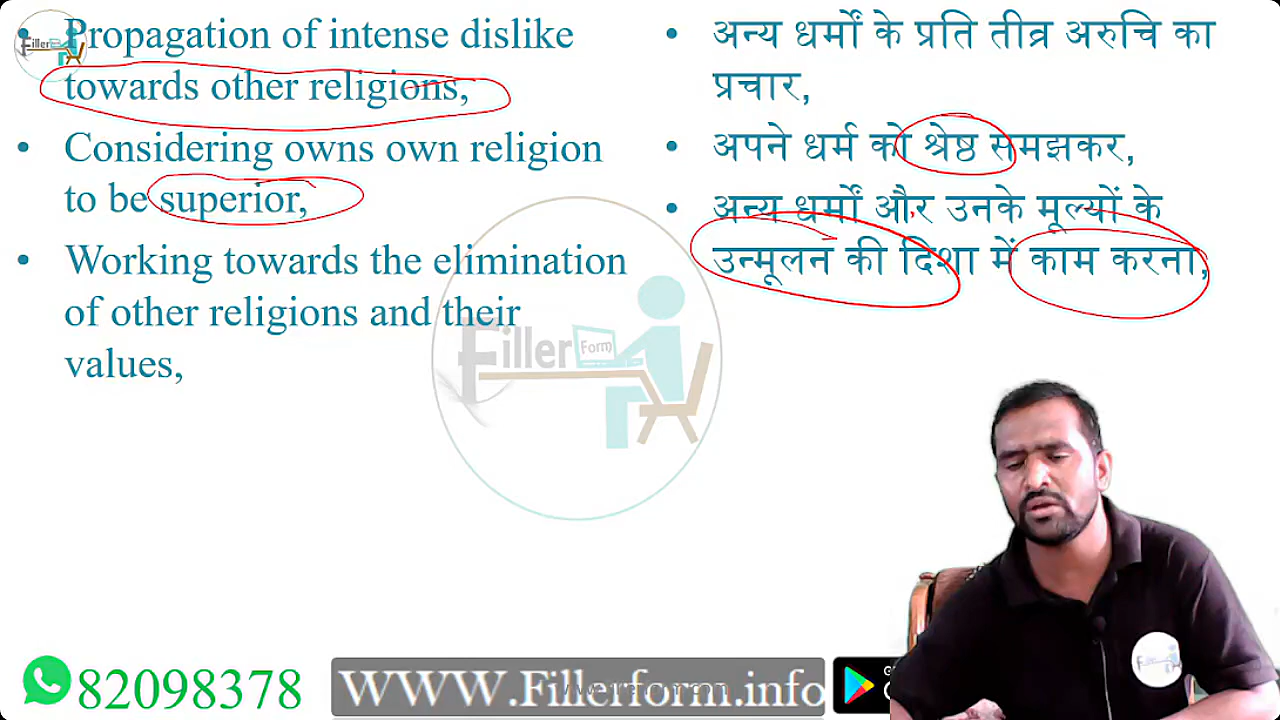 Propagation of intense dislike
towards other religions,
Considering owns own religion
to be superior,
Working towards the elimination
of other religions and their
values,
अन्य धर्मों के प्रति तीव्र अरुचि का
प्रचार,
अपने धर्म को श्रेष्ठ समझकर,
अन्य धर्मों और उनके मूल्यों के
उन्मूलन की दिशा में काम करना,
Filler Form
82098378
www.Fillerform.info